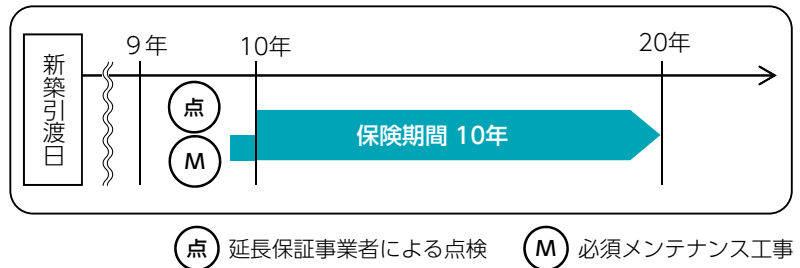 新築引渡日
9年
10年
20年
点
M
保険期間 10年
点 延長保証事業者による点検
M 必須メンテナンス工事